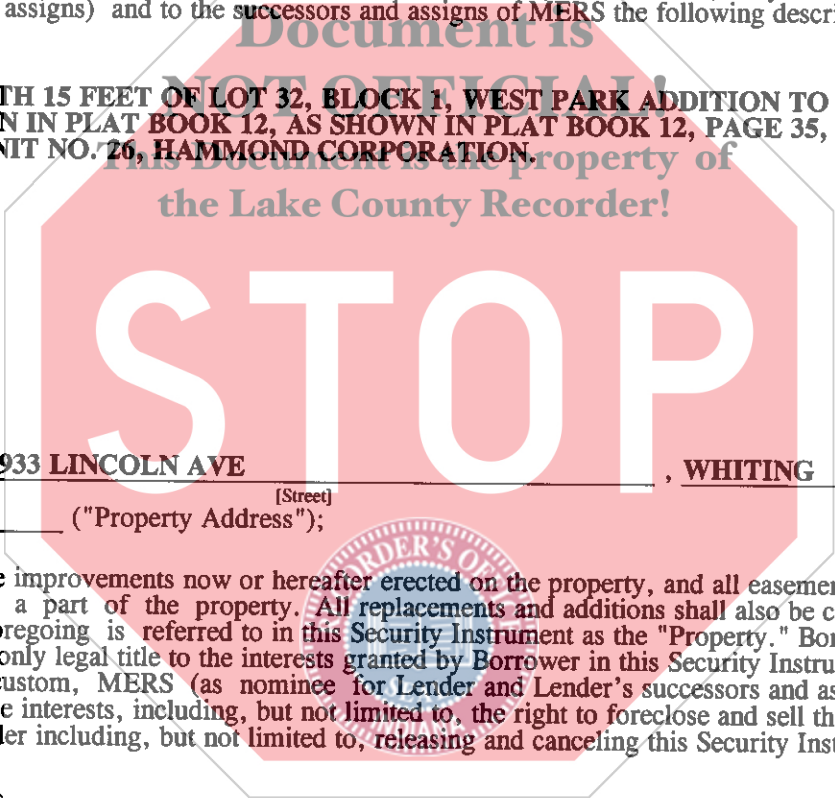 assigns) and to the successors and assigns of MERS the following descri
Document is
NOT OFFICIAL!
TH 15 FEET OF LOT 32, BLOCK 1, WEST PARK ADDITION TO
N IN PLAT BOOK 12, AS SHOWN IN PLAT BOOK 12, PAGE 35,
NIT NO. 26, HAMMOND CORPORATION.
This Document is the property of
the Lake County Recorder!
STOP
933 LINCOLN AVE , WHITING
[Street]
("Property Address");
RECORDER'S OFFICE
e improvements now or hereafter erected on the property, and all easemen
a part of the property. All replacements and additions shall also be c
oregoing is referred to in this Security Instrument as the "Property." Bor
only legal title to the interests granted by Borrower in this Security Instru
ustom, MERS (as nominee for Lender and Lender's successors and as
e interests, including, but not limited to, the right to foreclose and sell th
er including, but not limited to, releasing and canceling this Security Inst
INDIANA